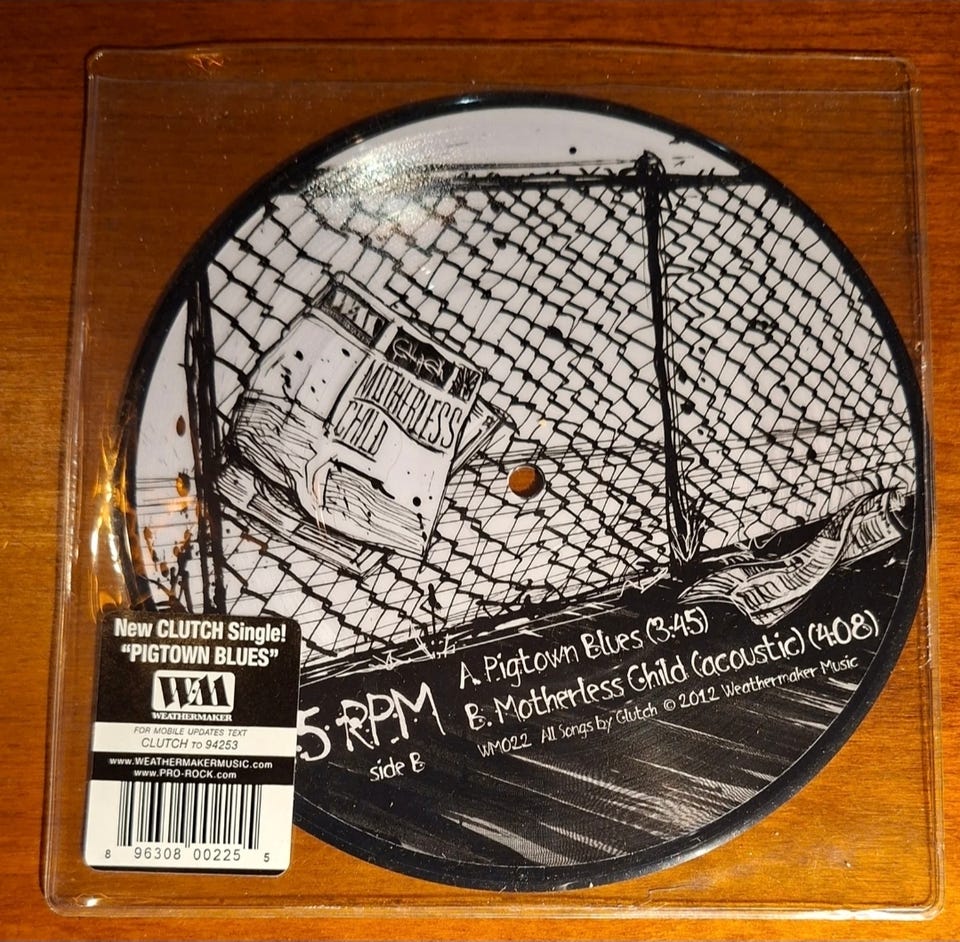 CLUTCH
MOTHERLESS
CHILD
A. Pigtown Blues (3:45)
B. Motherless Child (acoustic) (4:08)
WM022 All Songs by Clutch © 2012 Weathermaker Music
5 RPM
side B
New CLUTCH Single!
"PIGTOWN BLUES"
WM
WEATHERMAKER
FOR MOBILE UPDATES TEXT
CLUTCH TO 94253
www.WEATHERMAKERMUSIC.com
www.PRO-ROCK.com
8 96308 00225 5